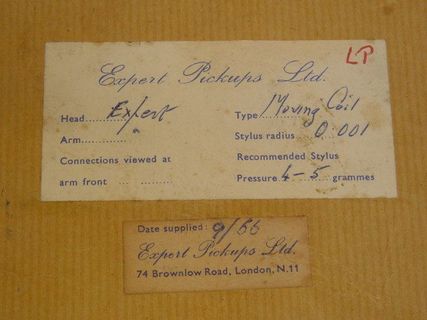 LP
Expert Pickups Ltd.
Head........Expert
Type Moving Coil
Arm............
Stylus radius 0.001
Connections viewed at
arm front ... .........
Recommended Stylus
Pressure 4-5 grammes
Date supplied: 9/56
Expert Pickups Ltd.
74 Brownlow Road, London, N.11